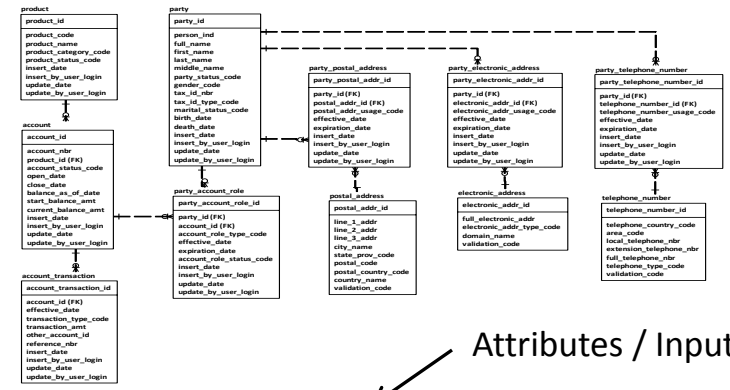 product
product_id
product_code
product_name
product_category_code
product_status_code
insert_date
insert_by_user_login
update_date
update_by_user_login
party
party_id
person_ind
full_name
first_name
last_name
middle_name
party_status_code
gender_code
tax_id_nbr
tax_id_type_code
marital_status_code
birth_date
death_date
insert_date
insert_by_user_login
update_date
update_by_user_login
party_postal_address
party_postal_addr_id
party_id (FK)
postal_addr_id (FK)
postal_addr_usage_code
effective_date
expiration_date
insert_date
insert_by_user_login
update_date
update_by_user_login
party_electronic_address
party_electronic_addr_id
party_id (FK)
electronic_addr_id (FK)
electronic_addr_usage_code
effective_date
expiration_date
insert_date
insert_by_user_login
update_date
update_by_user_login
party_telephone_number
party_telephone_number_id
party_id (FK)
telephone_number_id (FK)
telephone_number_usage_code
effective_date
expiration_date
insert_date
insert_by_user_login
update_date
update_by_user_login
account
account_id
account_nbr
product_id (FK)
account_status_code
open_date
close_date
balance_as_of_date
start_balance_amt
current_balance_amt
insert_date
insert_by_user_login
update_date
update_by_user_login
party_account_role
party_account_role_id
party_id (FK)
account_id (FK)
account_role_type_code
effective_date
expiration_date
account_role_status_code
insert_date
insert_by_user_login
update_date
update_by_user_login
postal_address
postal_addr_id
line_1_addr
line_2_addr
line_3_addr
city_name
state_prov_code
postal_code
postal_country_code
country_name
validation_code
electronic_address
electronic_addr_id
full_electronic_addr
electronic_addr_type_code
domain_name
validation_code
telephone_number
telephone_number_id
telephone_country_code
area_code
local_telephone_nbr
extension_telephone_nbr
full_telephone_nbr
telephone_type_code
validation_code
account_transaction
account_transaction_id
account_id (FK)
effective_date
transaction_type_code
transaction_amt
other_account_id
reference_nbr
insert_date
insert_by_user_login
update_date
update_by_user_login
Attributes / Input